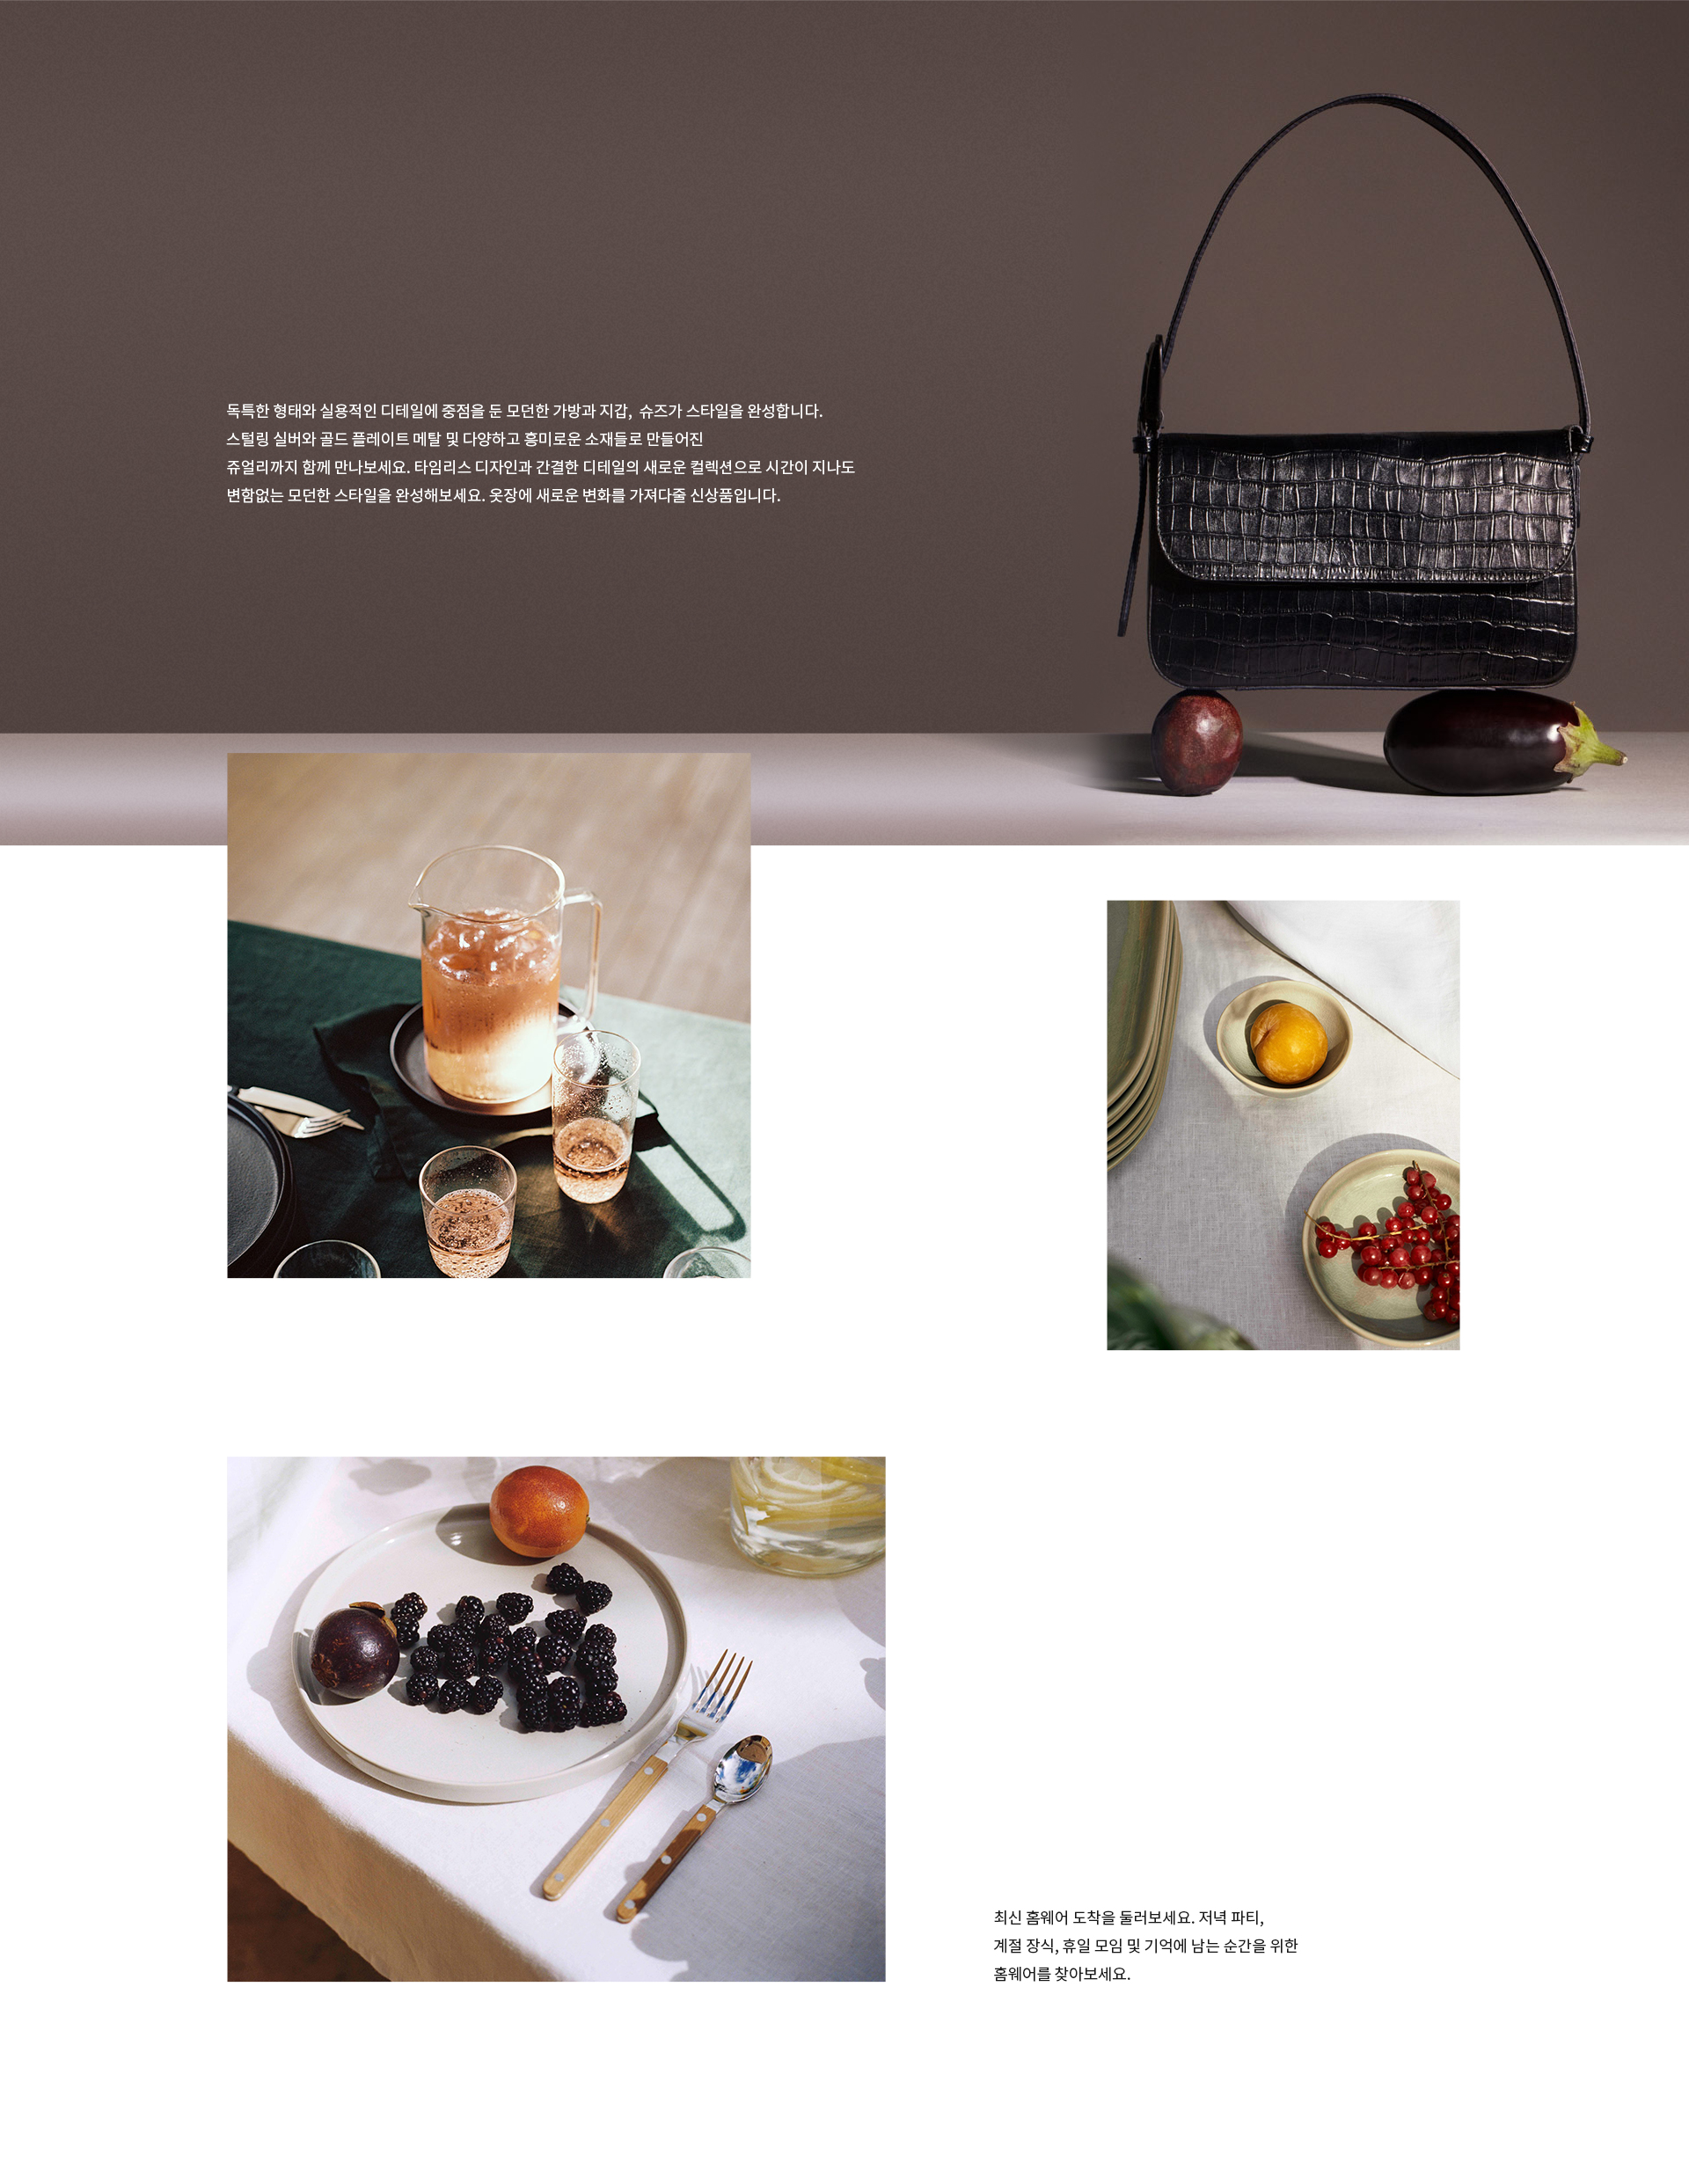 독특한 형태와 실용적인 디테일에 중점을 둔 모던한 가방과 지갑, 슈즈가 스타일을 완성합니다.
스털링 실버와 골드 플레이트 메탈 및 다양하고 흥미로운 소재들로 만들어진
쥬얼리까지 함께 만나보세요. 타임리스 디자인과 간결한 디테일의 새로운 컬렉션으로 시간이 지나도
변함없는 모던한 스타일을 완성해보세요. 옷장에 새로운 변화를 가져다줄 신상품입니다.
최신 홈웨어 도착을 둘러보세요. 저녁 파티,
계절 장식, 휴일 모임 및 기억에 남는 순간을 위한
홈웨어를 찾아보세요.